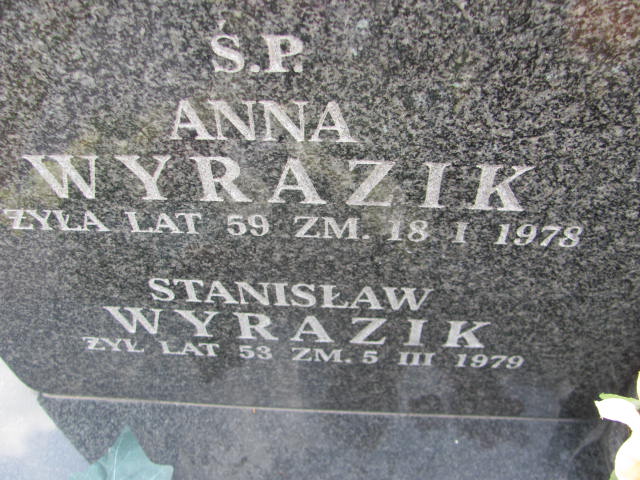 Ś.P.
ANNA
WYRAZIK
ŻYŁA LAT 59 ZM. 18 I 1978
STANISŁAW
WYRAZIK
ŻYŁ LAT 53 ZM. 5 III 1979